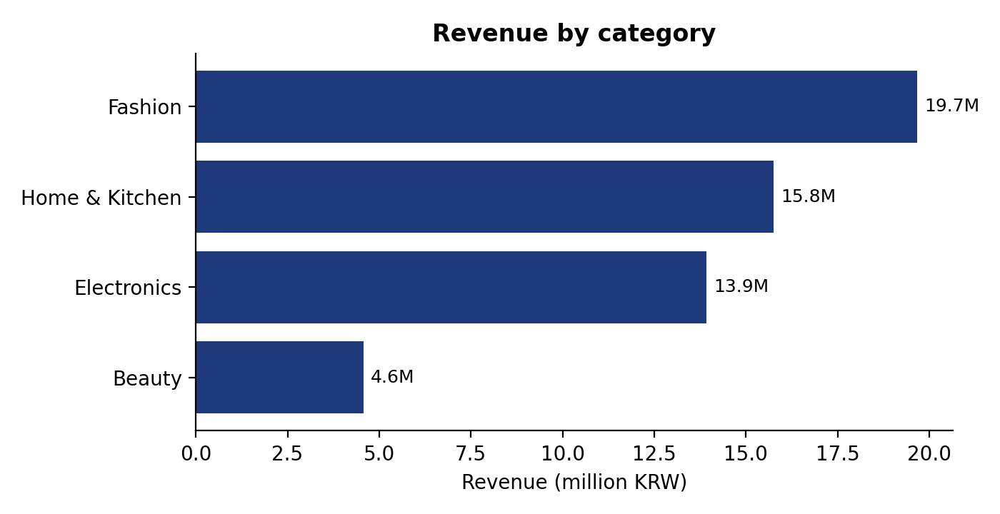 Revenue by category
Fashion 19.7M
Home & Kitchen 15.8M
Electronics 13.9M
Beauty 4.6M
0.0 2.5 5.0 7.5 10.0 12.5 15.0 17.5 20.0
Revenue (million KRW)